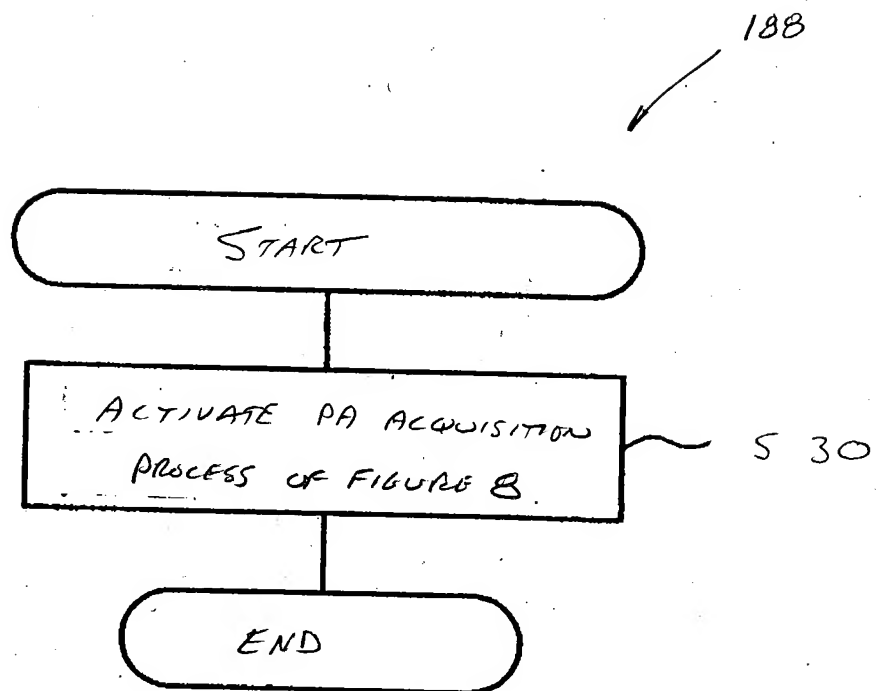 188
START
ACTIVATE PA ACQUISITION
PROCESS OF FIGURE 8.
S 30
END